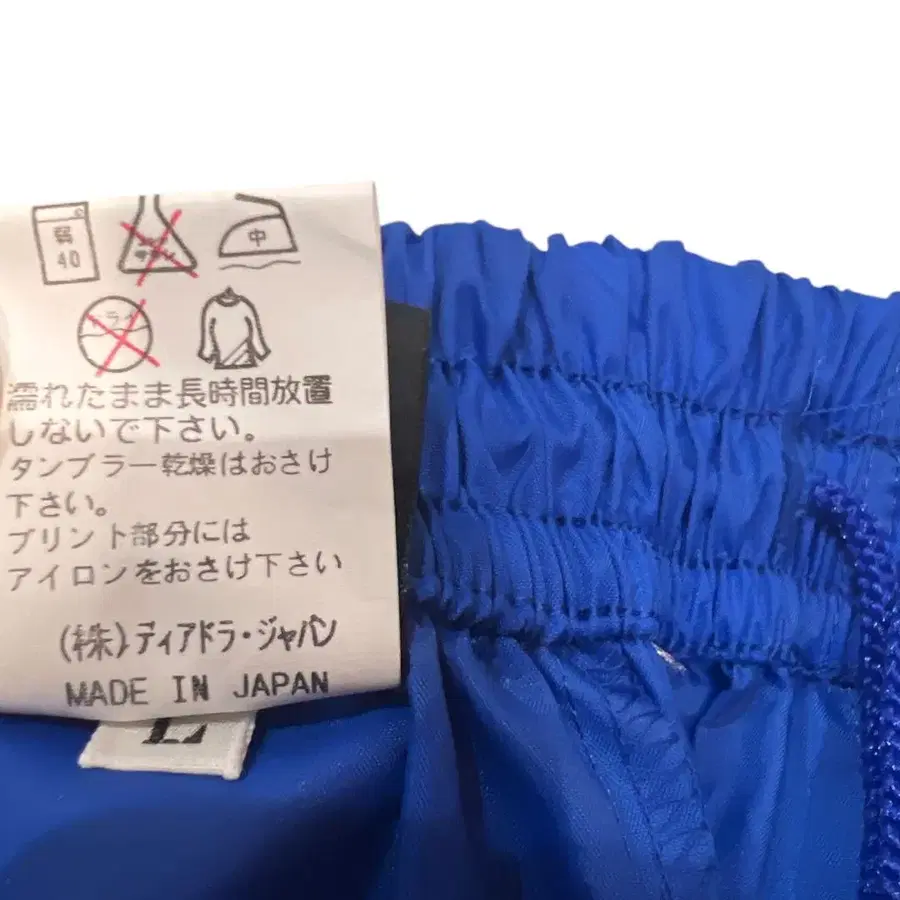 弱
40
中
ドライ
濡れたまま長時間放置
しないで下さい。
タンブラー乾燥はおさけ
下さい。
プリント部分には
アイロンをおさけ下さい
(株).ディアドラ・ジャパン
MADE IN JAPAN
L